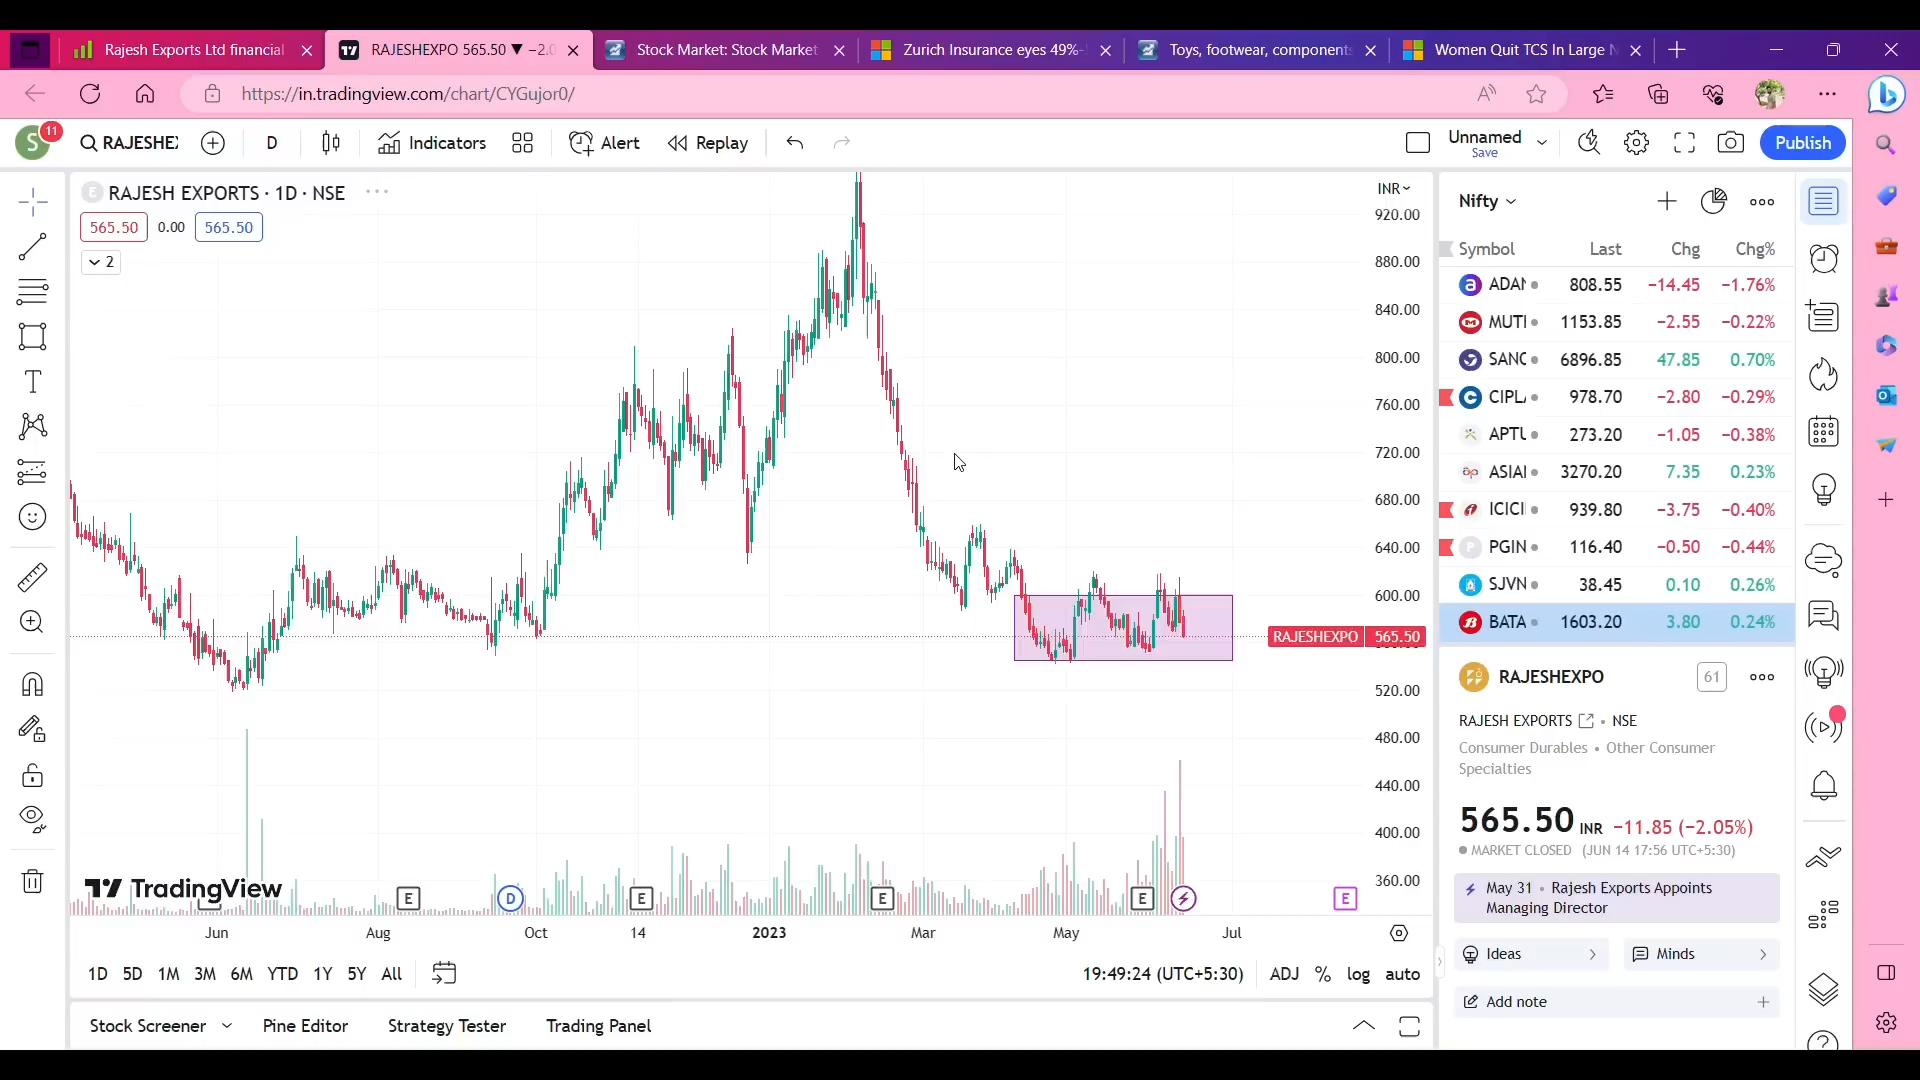 Rajesh Exports Ltd financial
RAJESHEXPO 565.50 ▼ −2.0
Stock Market: Stock Market
Zurich Insurance eyes 49%-
Toys, footwear, components
Women Quit TCS In Large N
https://in.tradingview.com/chart/CYGujor0/
S 11
RAJESHEX
D
Indicators
Alert
Replay
Unnamed
Save
Publish
RAJESH EXPORTS · 1D · NSE
565.50 0.00 565.50
2
INR
920.00
880.00
840.00
800.00
760.00
720.00
680.00
640.00
600.00
RAJESHEXPO 565.50
520.00
480.00
440.00
400.00
360.00
TradingView
E D E E E E
Jun Aug Oct 14 2023 Mar May Jul
1D 5D 1M 3M 6M YTD 1Y 5Y All
19:49:24 (UTC+5:30) ADJ % log auto
Stock Screener Pine Editor Strategy Tester Trading Panel
Nifty
Symbol Last Chg Chg%
ADAN 808.55 −14.45 −1.76%
MUTI 1153.85 −2.55 −0.22%
SANO 6896.85 47.85 0.70%
CIPL 978.70 −2.80 −0.29%
APTU 273.20 −1.05 −0.38%
ASIAI 3270.20 7.35 0.23%
ICICI 939.80 −3.75 −0.40%
PGIN 116.40 −0.50 −0.44%
SJVN 38.45 0.10 0.26%
BATA 1603.20 3.80 0.24%
RAJESHEXPO 61
RAJESH EXPORTS • NSE
Consumer Durables • Other Consumer
Specialties
565.50 INR −11.85 (−2.05%)
MARKET CLOSED (JUN 14 17:56 UTC+5:30)
May 31 • Rajesh Exports Appoints
Managing Director
Ideas
Minds
Add note